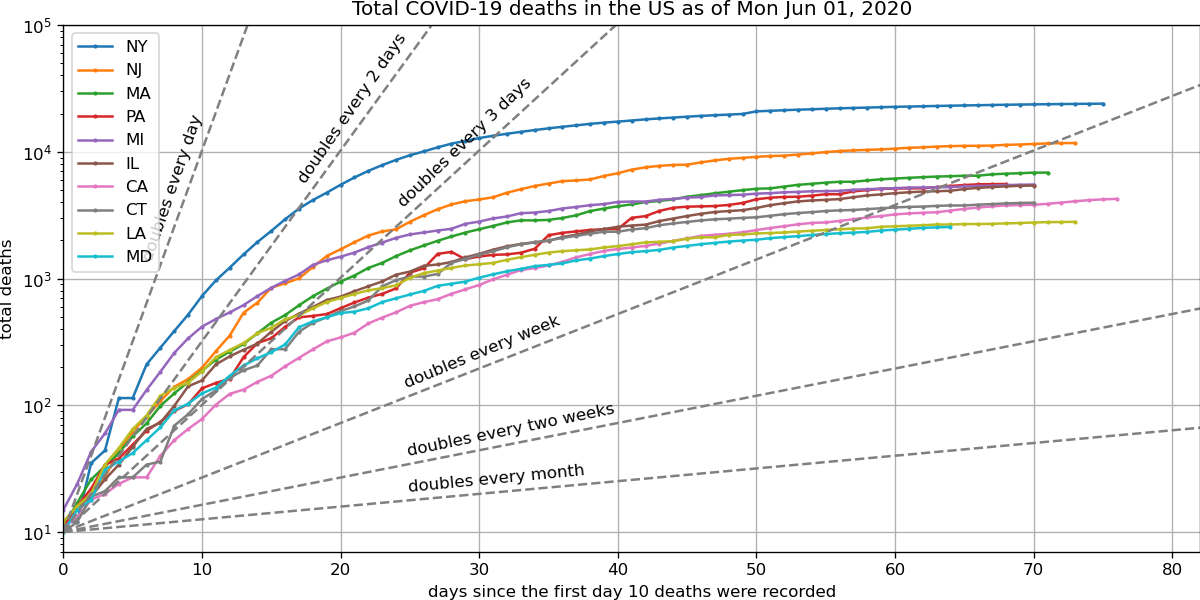 Total COVID-19 deaths in the US as of Mon Jun 01, 2020
10^5
10^4
10^3
10^2
10^1
total deaths
NY
NJ
MA
PA
MI
IL
CA
CT
LA
MD
doubles every day
doubles every 2 days
doubles every 3 days
doubles every week
doubles every two weeks
doubles every month
0 10 20 30 40 50 60 70 80
days since the first day 10 deaths were recorded